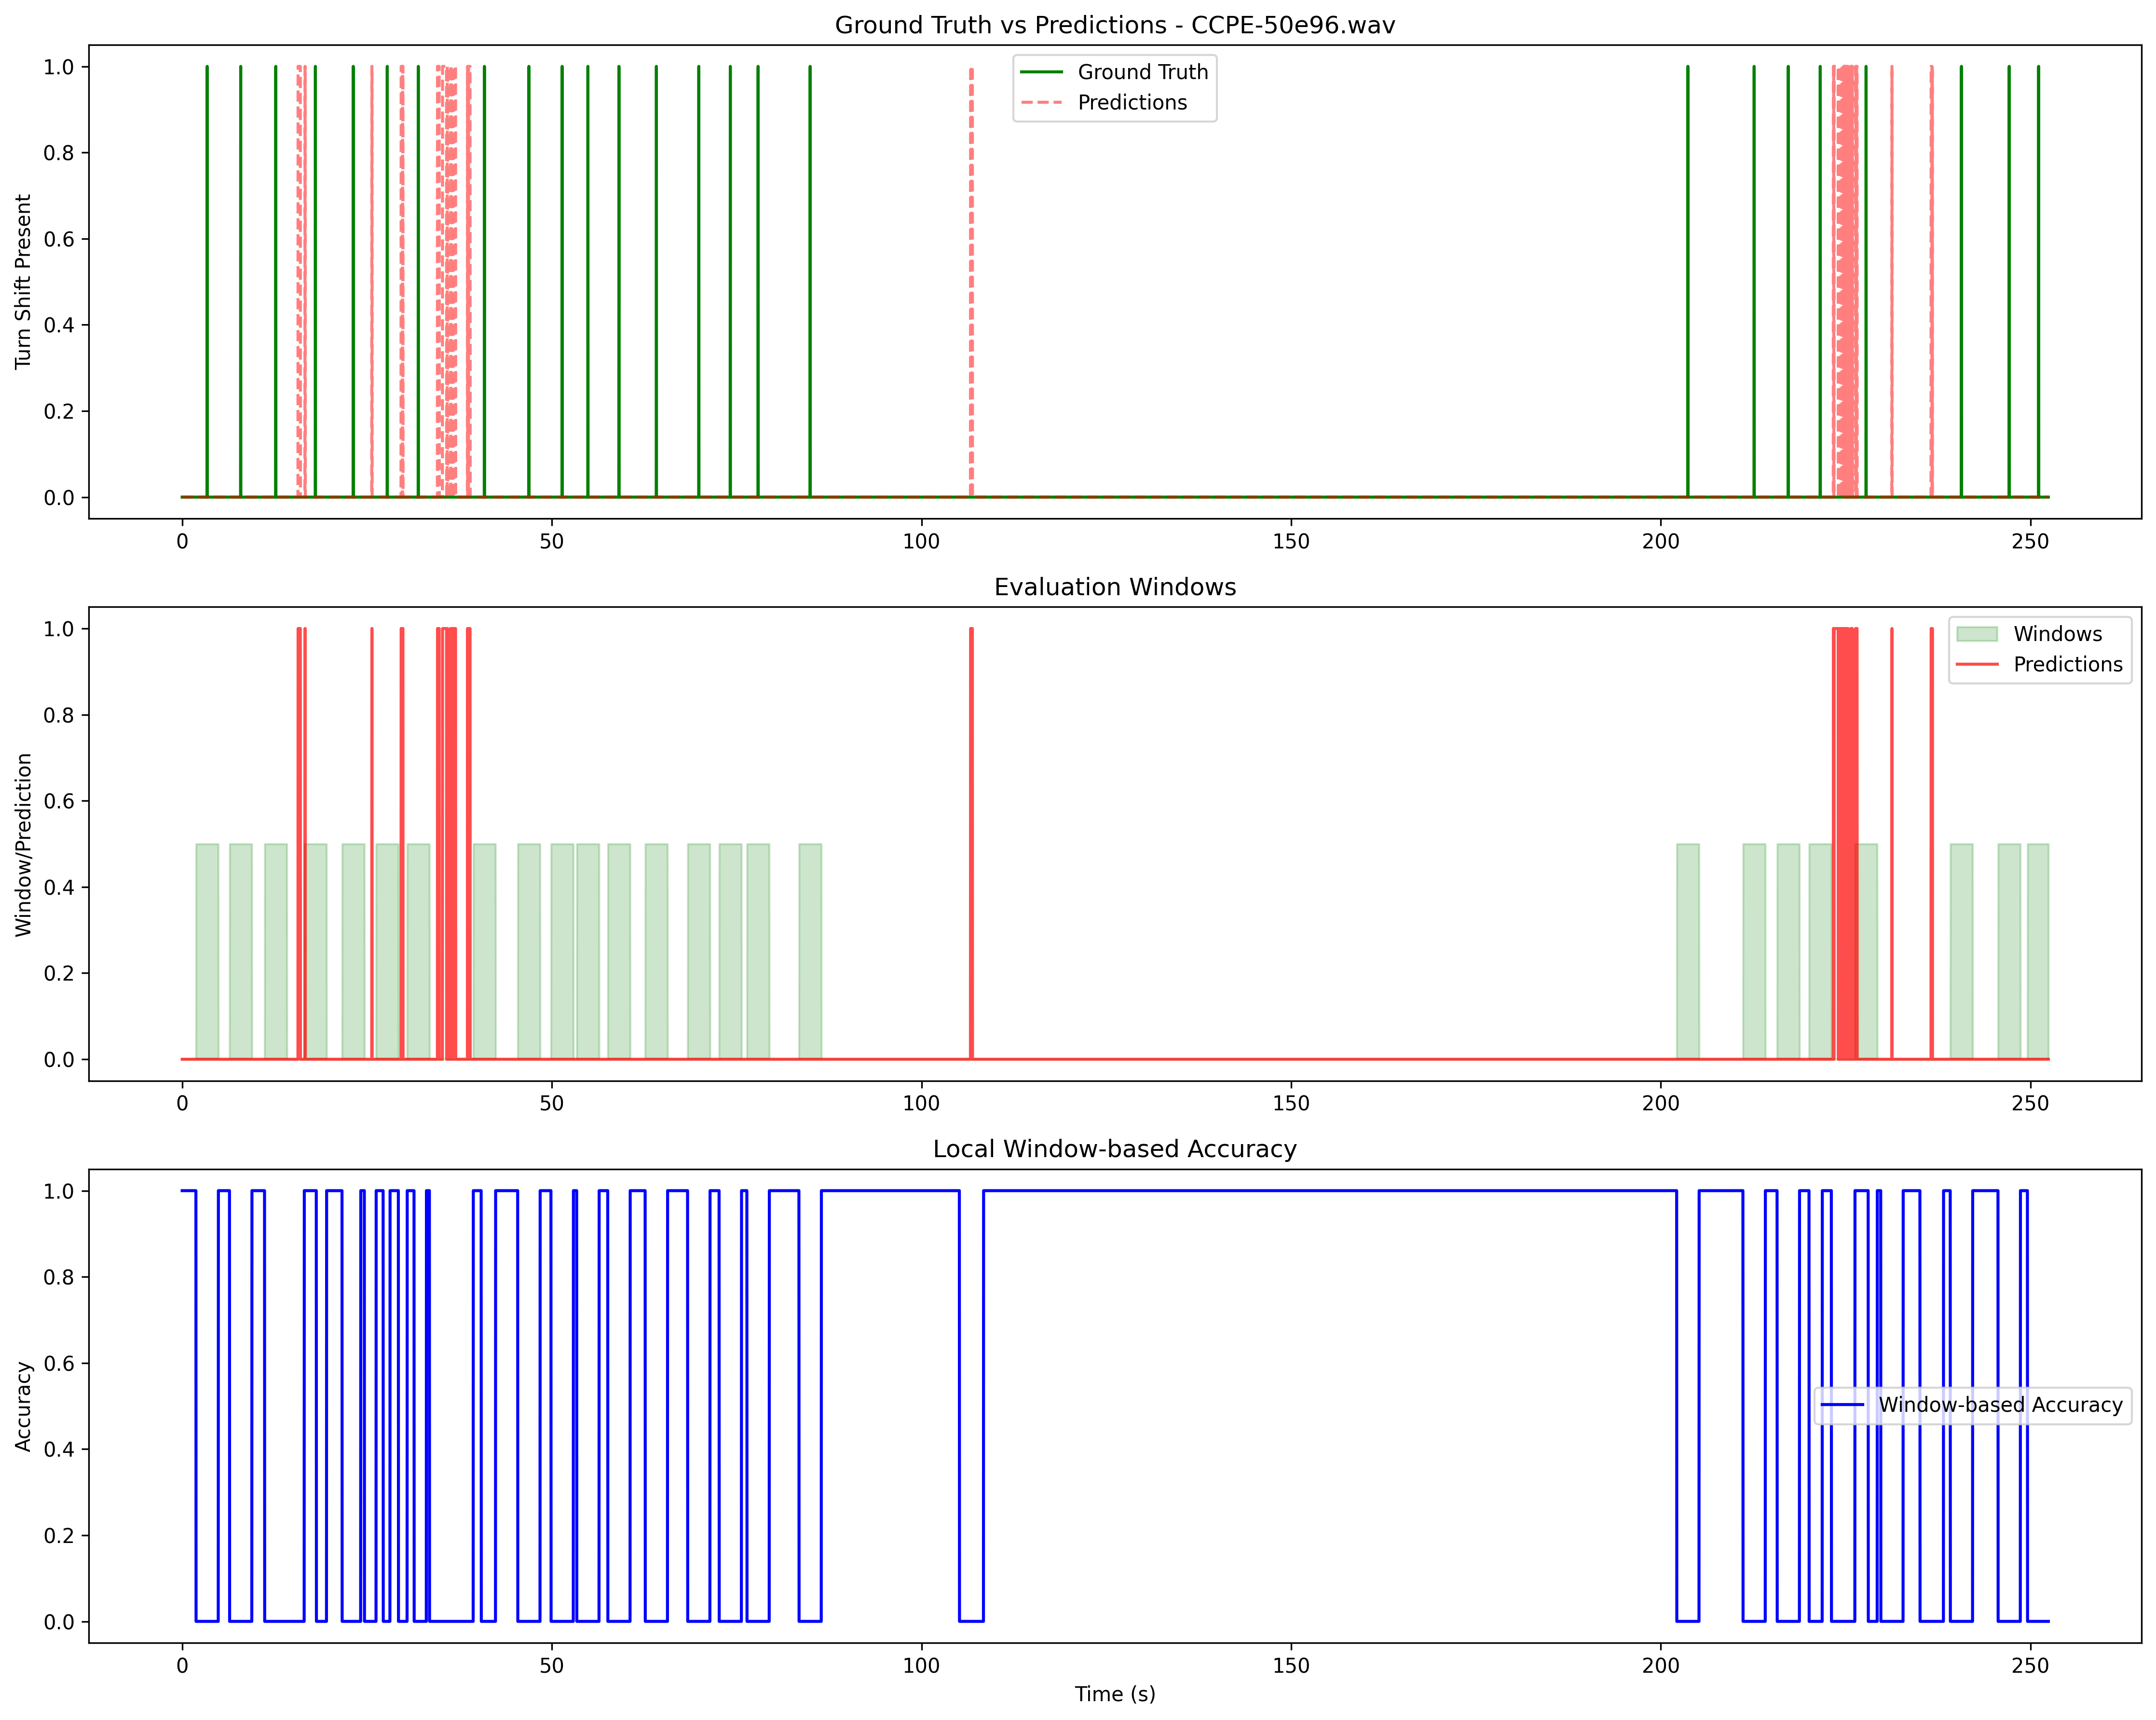 Ground Truth vs Predictions - CCPE-50e96.wav
Turn Shift Present
1.0
0.8
0.6
0.4
0.2
0.0
Ground Truth
Predictions
0 50 100 150 200 250
Evaluation Windows
Window/Prediction
1.0
0.8
0.6
0.4
0.2
0.0
Windows
Predictions
0 50 100 150 200 250
Local Window-based Accuracy
Accuracy
1.0
0.8
0.6
0.4
0.2
0.0
Window-based Accuracy
0 50 100 150 200 250
Time (s)